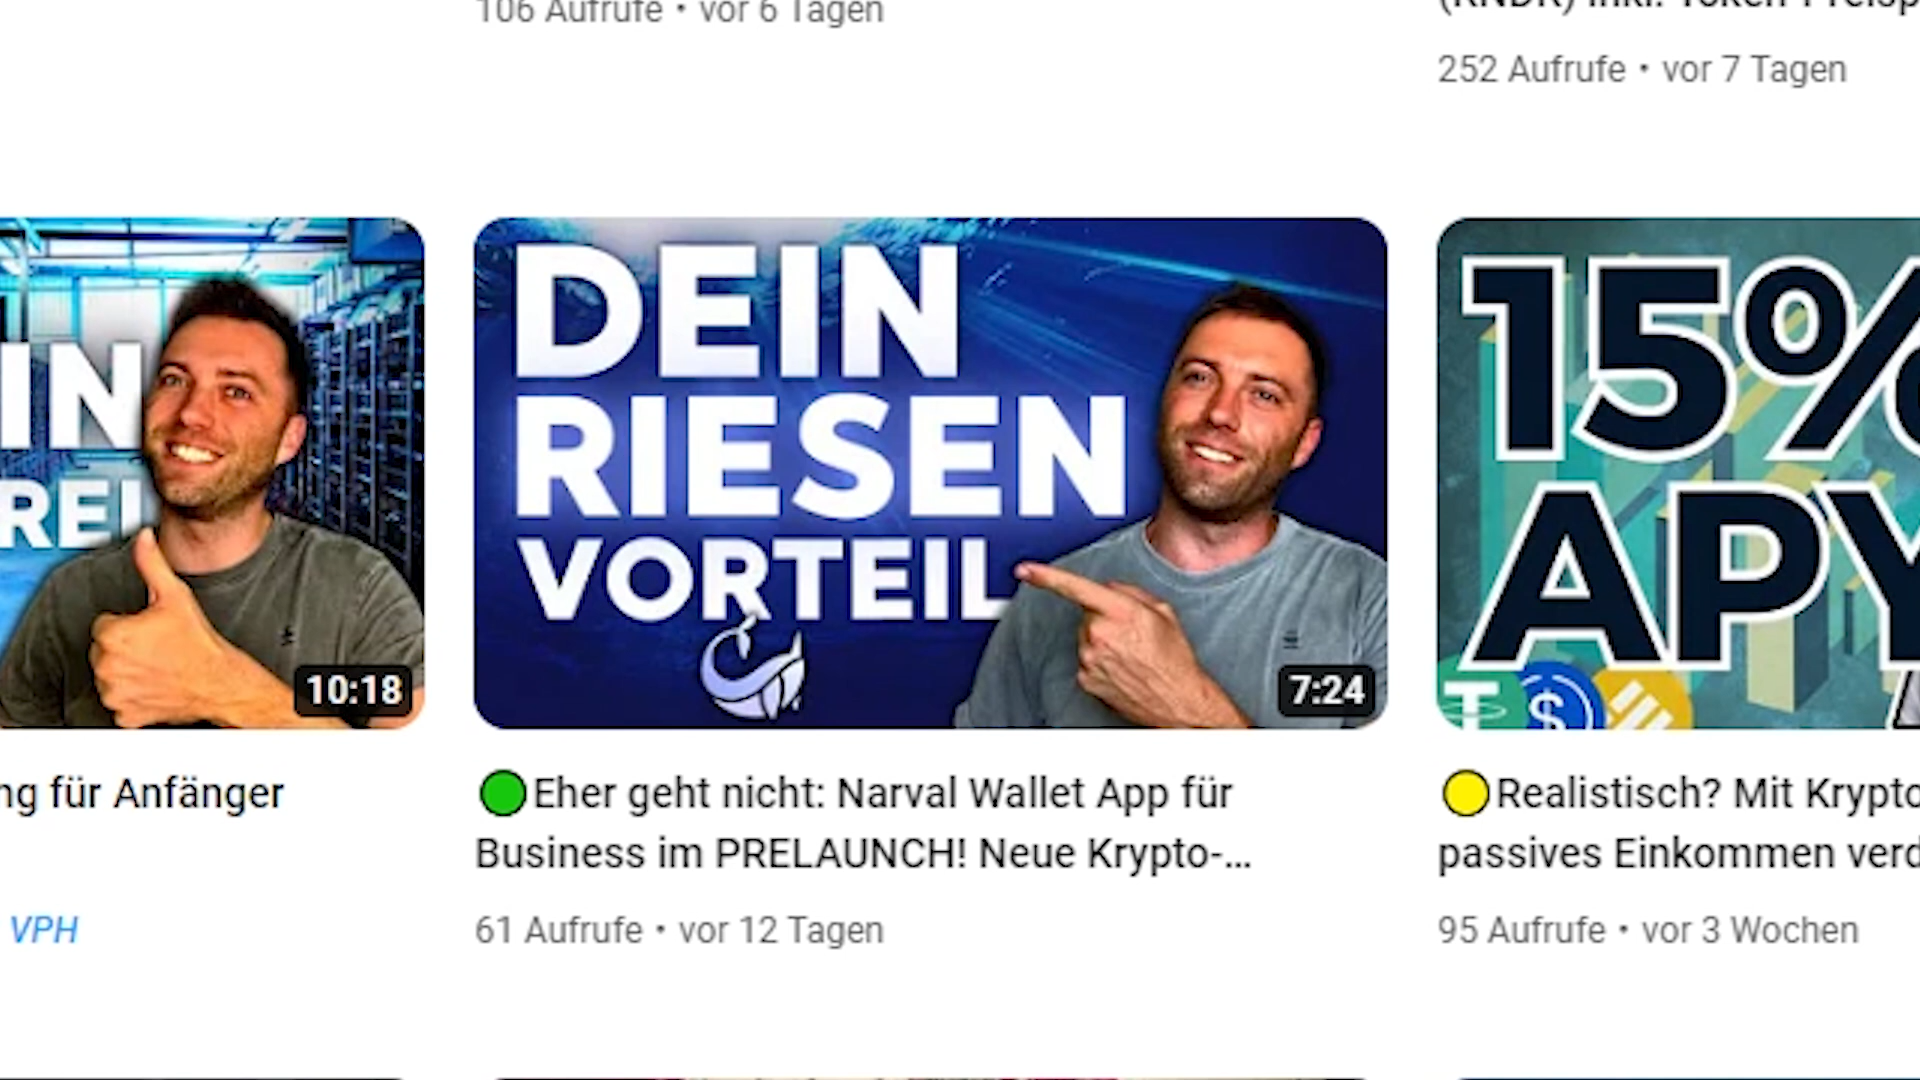 106 Aufrufe • vor 6 Tagen
252 Aufrufe • vor 7 Tagen
IN
REI
10:18
DEIN
RIESEN
VORTEIL
7:24
15%
APY
ng für Anfänger
VPH
Eher geht nicht: Narval Wallet App für
Business im PRELAUNCH! Neue Krypto-...
61 Aufrufe • vor 12 Tagen
Realistisch? Mit Krypto
passives Einkommen verd
95 Aufrufe • vor 3 Wochen